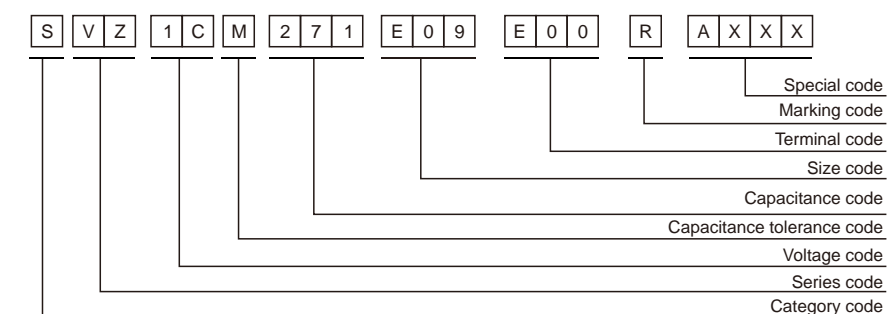 S V Z 1 C M 2 7 1 E 0 9 E 0 0 R A X X X
Special code
Marking code
Terminal code
Size code
Capacitance code
Capacitance tolerance code
Voltage code
Series code
Category code